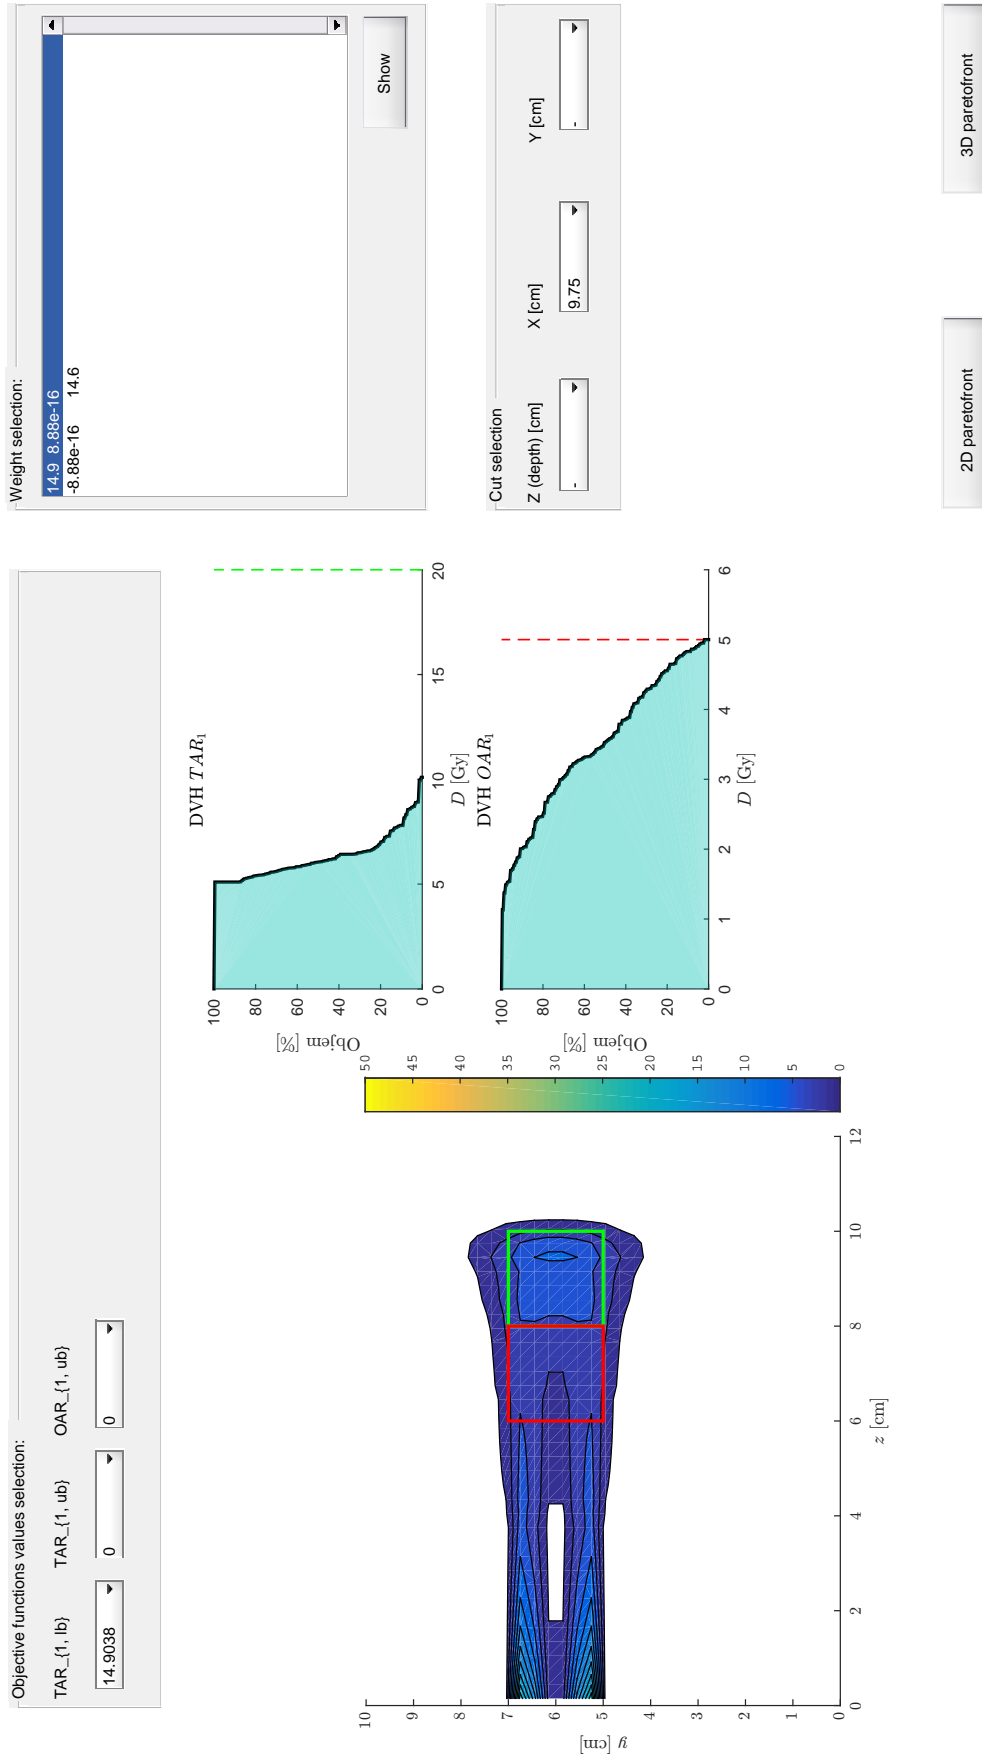 Objective functions values selection:
TAR_{1, lb} TAR_{1, ub} OAR_{1, ub}
14.9038 0 0
Weight selection:
14.9 8.88e-16
-8.88e-16 14.6
Show
Cut selection
Z (depth) [cm] X [cm] Y [cm]
- 9.75 -
2D paretofront 3D paretofront
DVH TAR₁
Objem [%]
100
80
60
40
20
0
0 5 10 15 20
D [Gy]
DVH OAR₁
Objem [%]
100
80
60
40
20
0
0 1 2 3 4 5 6
D [Gy]
50
45
40
35
30
25
20
15
10
5
0
y [cm]
10
9
8
7
6
5
4
3
2
1
0
0 2 4 6 8 10 12
z [cm]